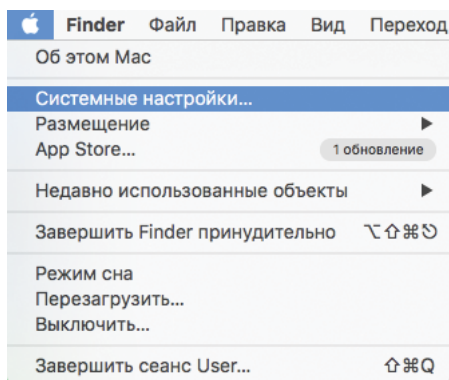 Finder Файл Правка Вид Переход
Об этом Mac
Системные настройки...
Размещение
App Store... 1 обновление
Недавно использованные объекты
Завершить Finder принудительно ⌥⇧⌘⎋
Режим сна
Перезагрузить...
Выключить...
Завершить сеанс User... ⇧⌘Q